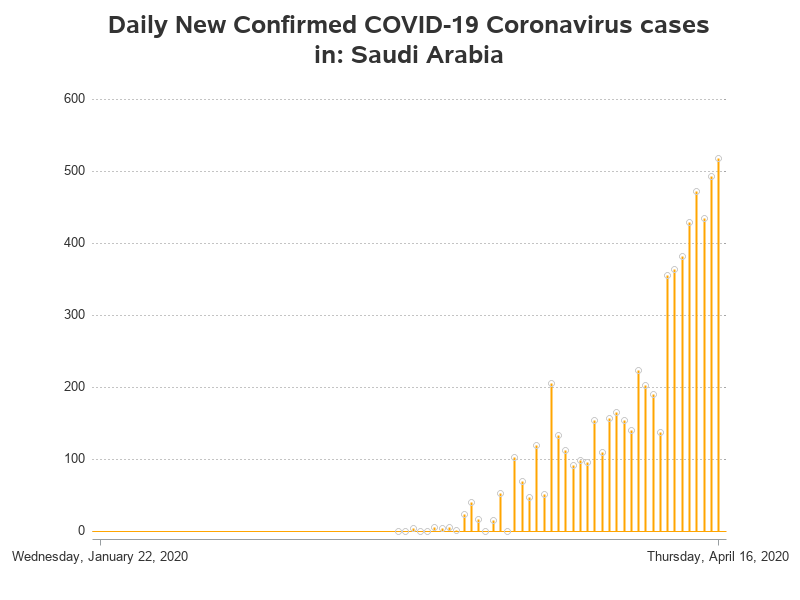 Daily New Confirmed COVID-19 Coronavirus cases
in: Saudi Arabia
600
500
400
300
200
100
0
Wednesday, January 22, 2020
Thursday, April 16, 2020